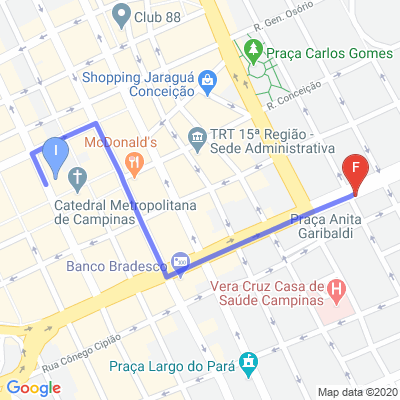 Club 88
R. Gen. Osório
Praça Carlos Gomes
Shopping Jaraguá
Conceição
R. Conceição
McDonald's
TRT 15ª Região -
Sede Administrativa
I
F
Catedral Metropolitana
de Campinas
Praça Anita
Garibaldi
Banco Bradesco
Vera Cruz Casa de
Saúde Campinas
H
Rua Cônego Cipião
Praça Largo do Pará
Google
Map data ©2020